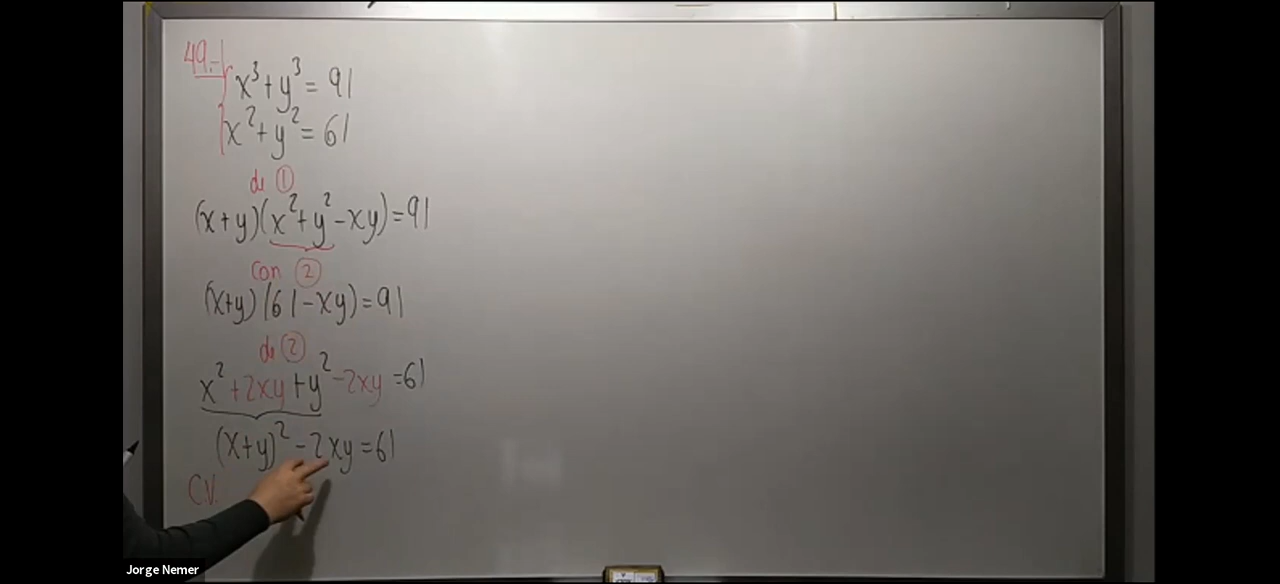 49.-
x³ + y³ = 91
x² + y² = 61
de ①
(x+y)(x²+y²-xy)=91
Con ②
(x+y)(61-xy)=91
de ②
x²+2xy+y²-2xy=61
(x+y)²-2xy=61
C.V.
Jorge Nemer